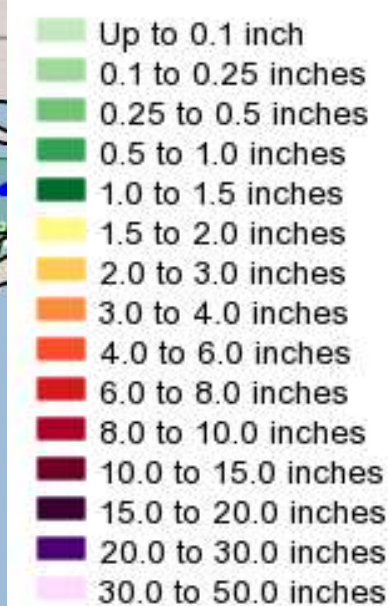 Up to 0.1 inch
0.1 to 0.25 inches
0.25 to 0.5 inches
0.5 to 1.0 inches
1.0 to 1.5 inches
1.5 to 2.0 inches
2.0 to 3.0 inches
3.0 to 4.0 inches
4.0 to 6.0 inches
6.0 to 8.0 inches
8.0 to 10.0 inches
10.0 to 15.0 inches
15.0 to 20.0 inches
20.0 to 30.0 inches
30.0 to 50.0 inches